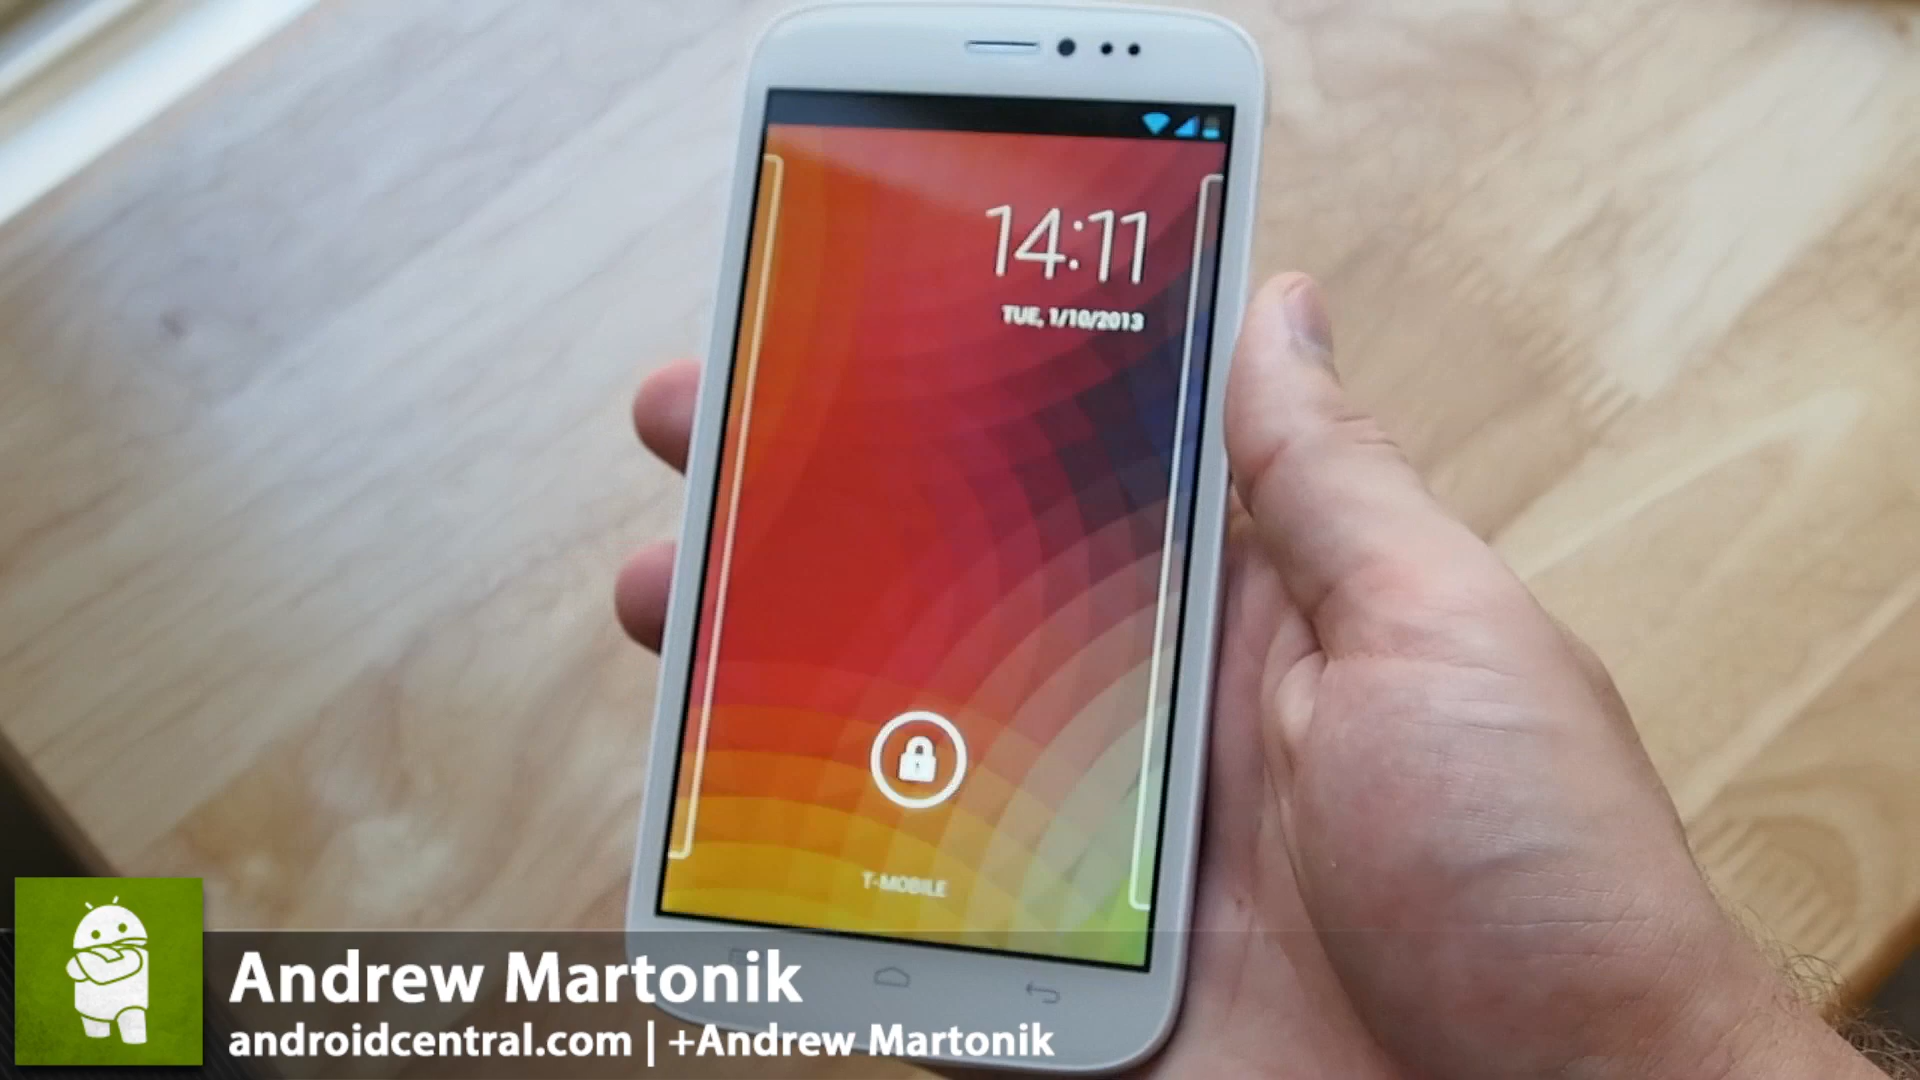 14:11
TUE, 1/10/2013
T-MOBILE
Andrew Martonik
androidcentral.com | +Andrew Martonik